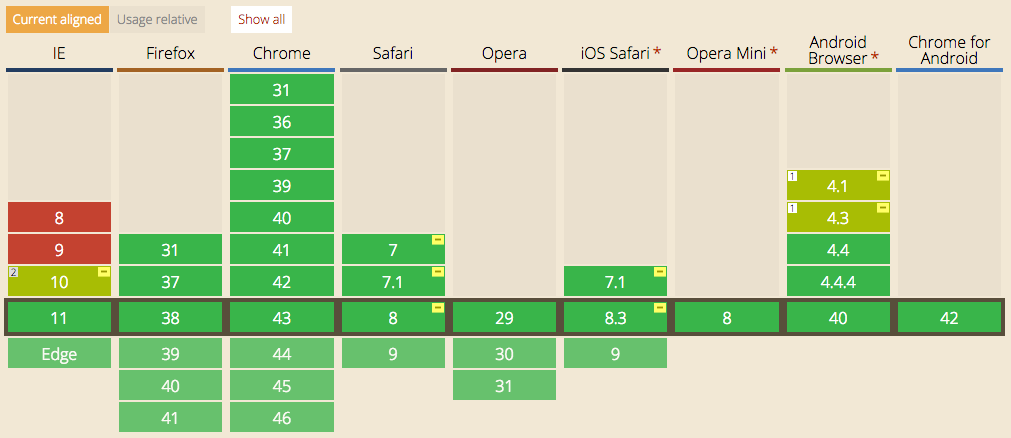 Current aligned Usage relative Show all
IE Firefox Chrome Safari Opera iOS Safari * Opera Mini * Android Browser * Chrome for Android
31
36
37
1 4.1 -
39
8 40 1 4.3 -
9 31 41 7 - 4.4
2 10 - 37 42 7.1 - 7.1 - 4.4.4
11 38 43 8 - 29 8.3 - 8 40 42
Edge 39 44 9 30 9
40 45 31
41 46